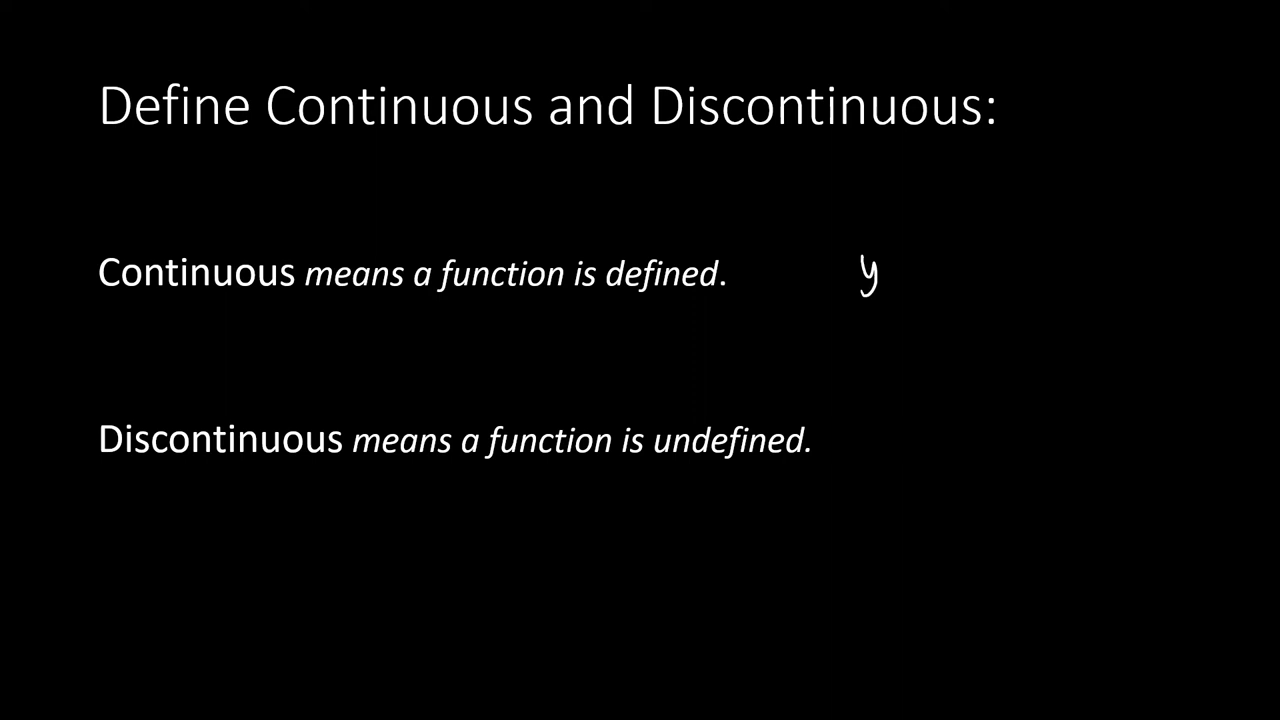 Define Continuous and Discontinuous:
Continuous means a function is defined. y
Discontinuous means a function is undefined.